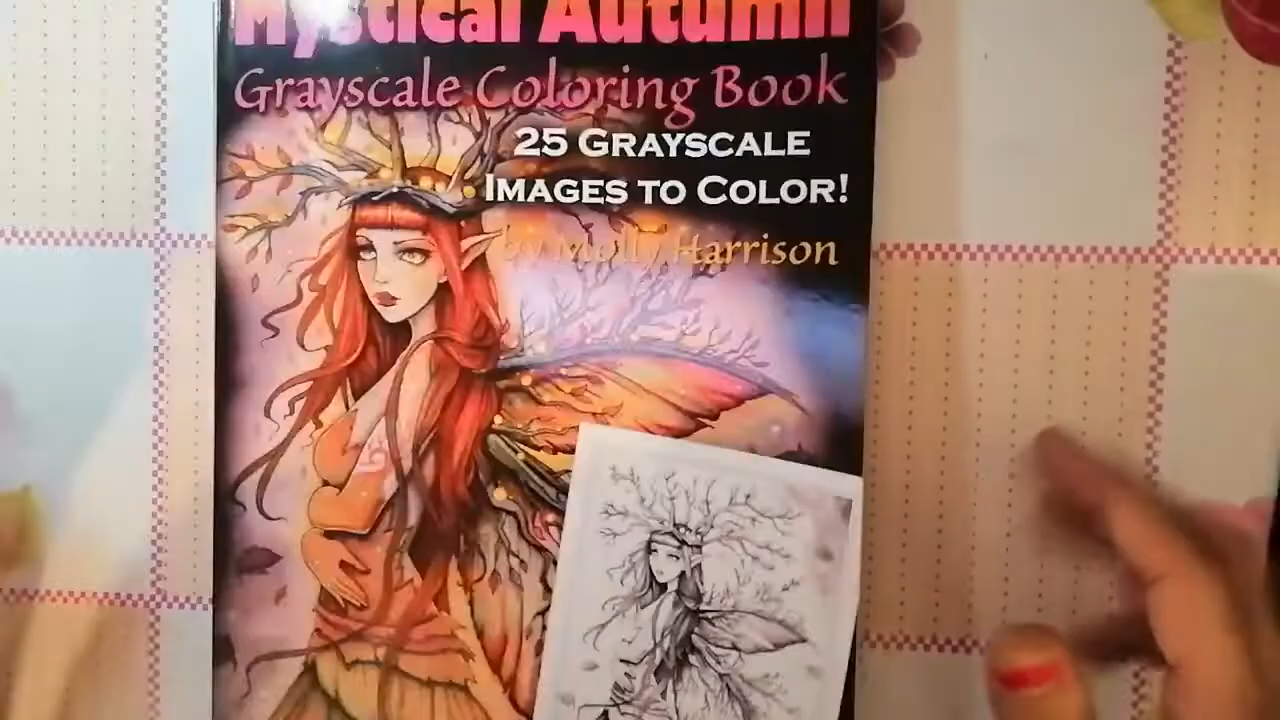 Mystical Autumn
Grayscale Coloring Book
25 GRAYSCALE
IMAGES TO COLOR!
by Molly Harrison